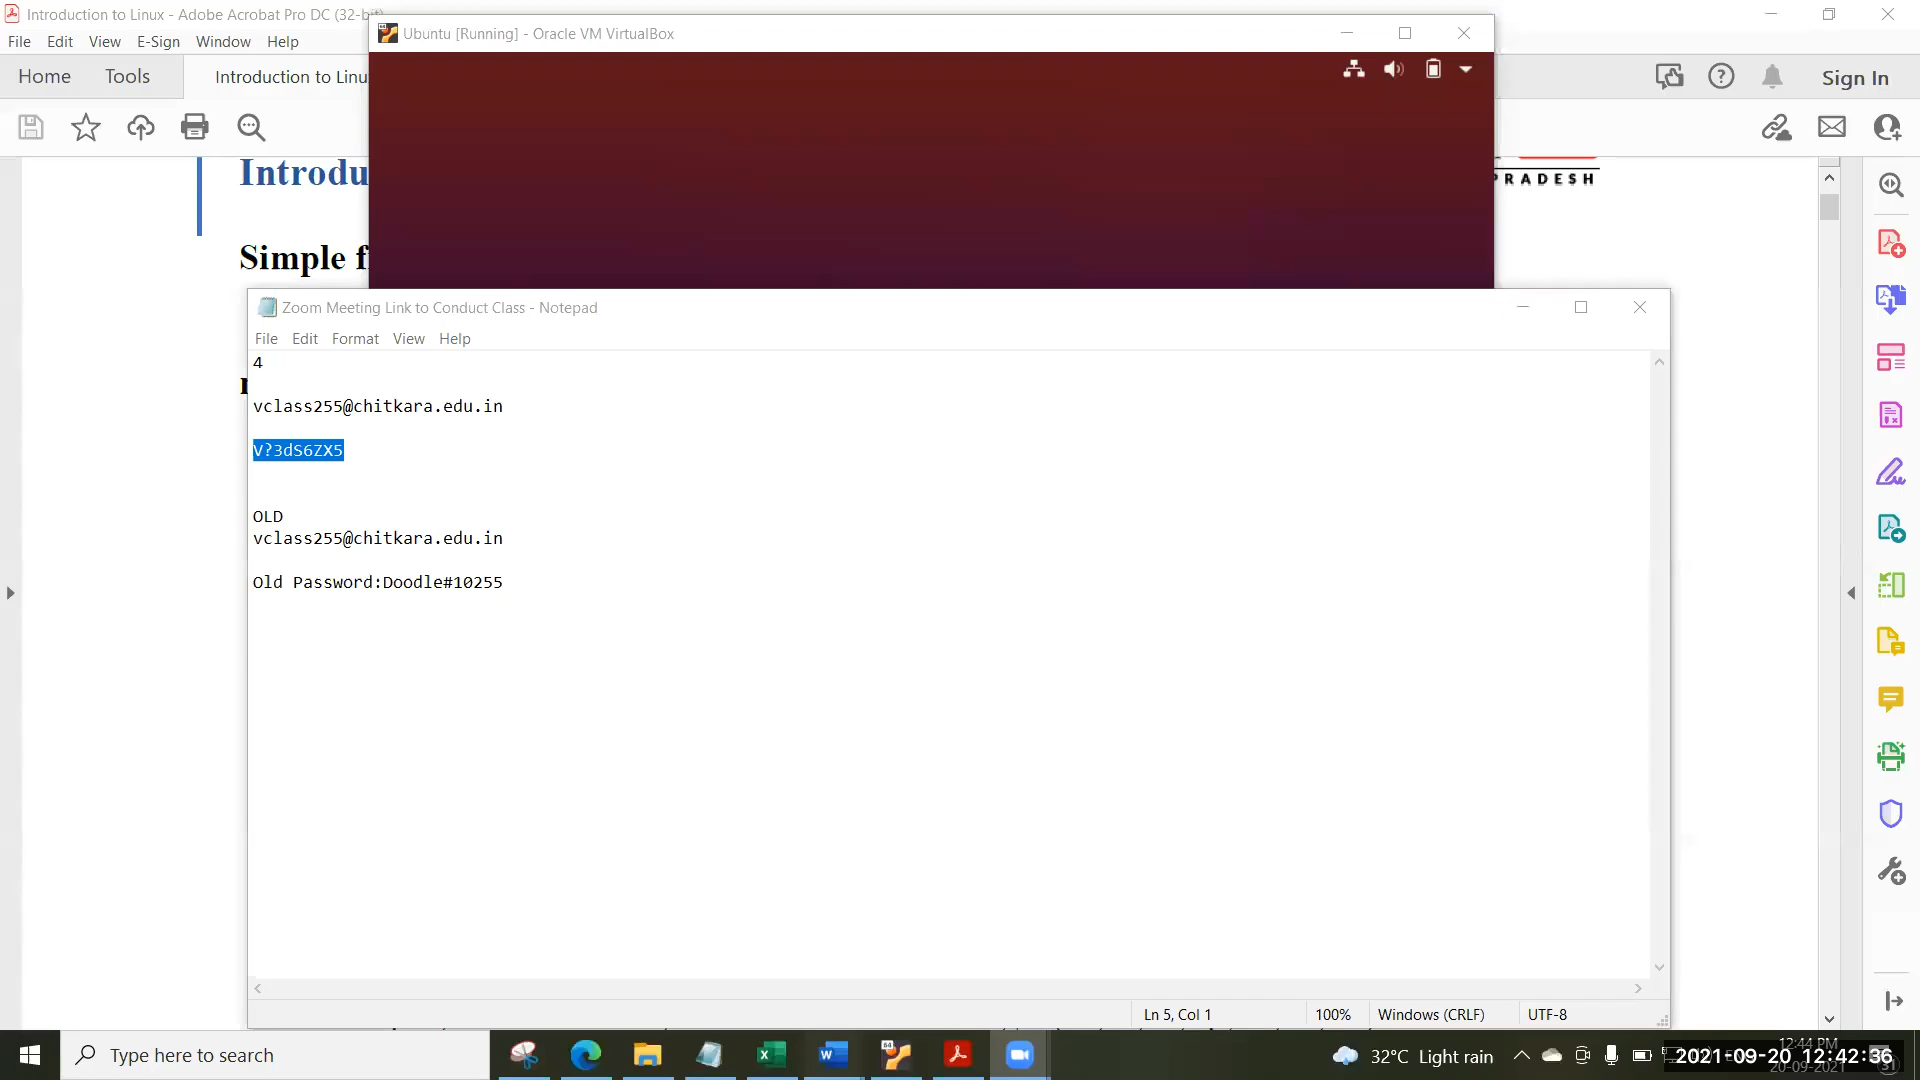 Introduction to Linux - Adobe Acrobat Pro DC (32-bit)
File Edit View E-Sign Window Help
Home Tools Introduction to Linu
Sign In
Ubuntu [Running] - Oracle VM VirtualBox
Introdu
PRADESH
Simple f
Zoom Meeting Link to Conduct Class - Notepad
File Edit Format View Help
4
vclass255@chitkara.edu.in
V?3dS6ZX5
OLD
vclass255@chitkara.edu.in
Old Password:Doodle#10255
Ln 5, Col 1 100% Windows (CRLF) UTF-8
Type here to search
32°C Light rain
12:44 PM
20-09-2021
2021-09-20 12:42:36